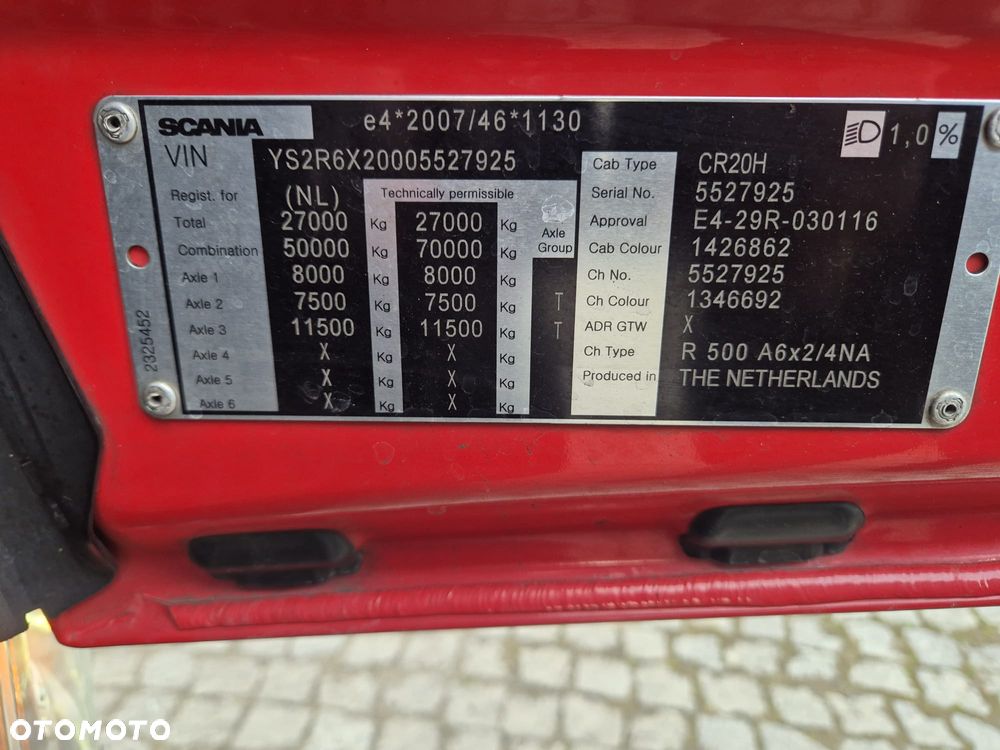 SCANIA e4*2007/46*1130 1,0 %
VIN YS2R6X20005527925 Cab Type CR20H
Regist. for (NL) Technically permissible Serial No. 5527925
Total 27000 Kg 27000 Kg Axle Group Approval E4-29R-030116
Combination 50000 Kg 70000 Kg Cab Colour 1426862
Axle 1 8000 Kg 8000 Kg Ch No. 5527925
Axle 2 7500 Kg 7500 Kg T Ch Colour 1346692
Axle 3 11500 Kg 11500 Kg T ADR GTW X
Axle 4 X Kg X Kg Ch Type R 500 A6x2/4NA
Axle 5 X Kg X Kg Produced in THE NETHERLANDS
Axle 6 X Kg X Kg
2325452
OTOMOTO